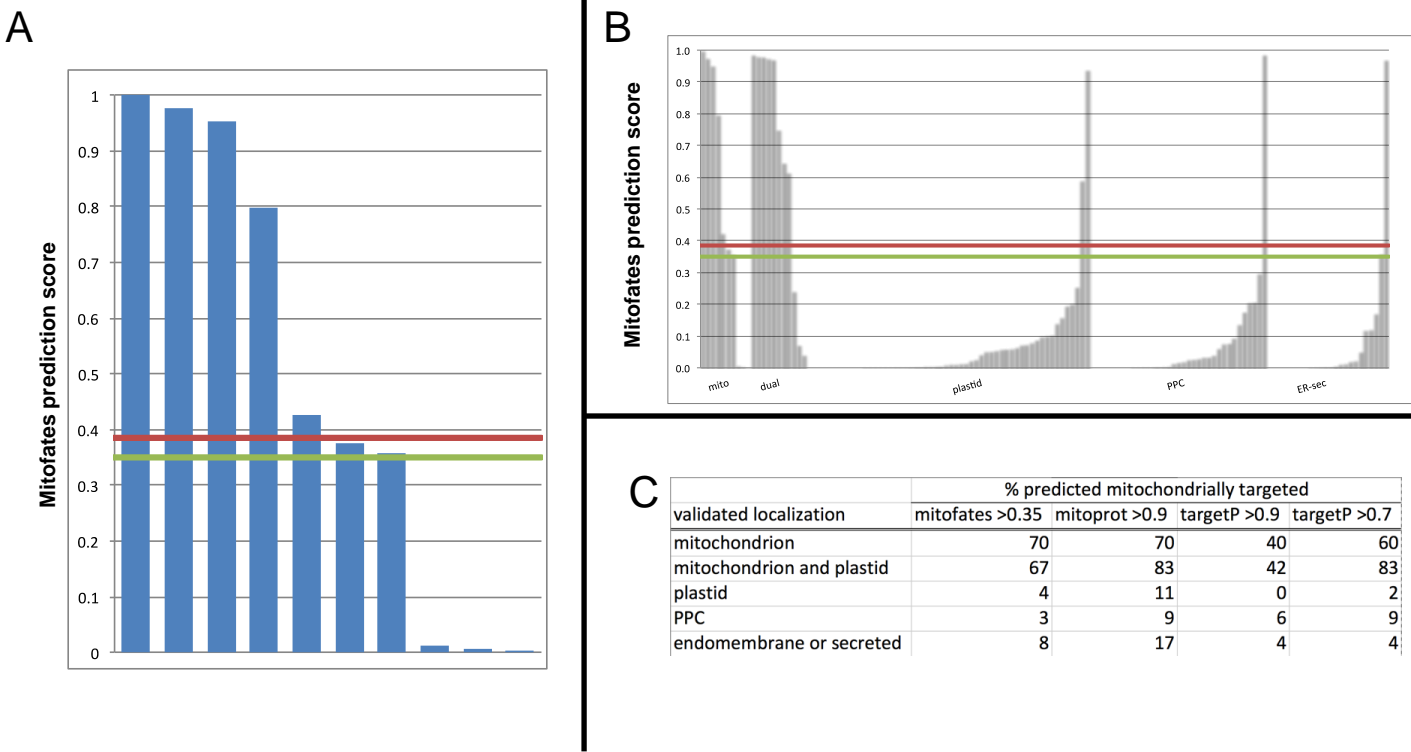 A
Mitofates prediction score
1
0.9
0.8
0.7
0.6
0.5
0.4
0.3
0.2
0.1
0
B
Mitofates prediction score
1.0
0.9
0.8
0.7
0.6
0.5
0.4
0.3
0.2
0.1
0.0
mito dual plastid PPC ER-sec
C
% predicted mitochondrially targeted
validated localization mitofates >0.35 mitoprot >0.9 targetP >0.9 targetP >0.7
mitochondrion 70 70 40 60
mitochondrion and plastid 67 83 42 83
plastid 4 11 0 2
PPC 3 9 6 9
endomembrane or secreted 8 17 4 4